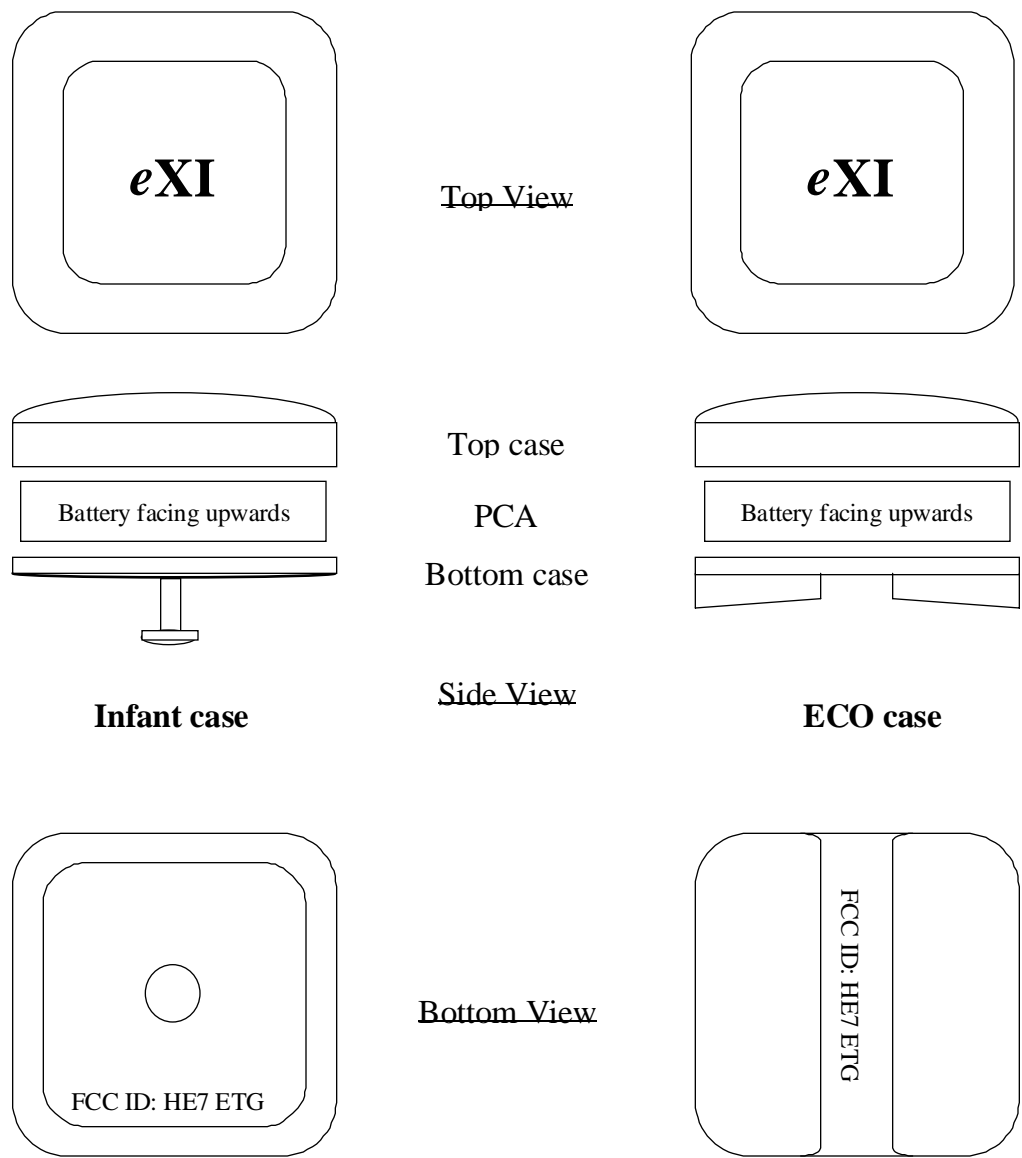 eXI
Top View
eXI
Top case
Battery facing upwards
PCA
Battery facing upwards
Bottom case
Side View
Infant case
ECO case
FCC ID: HE7 ETG
Bottom View
FCC ID: HE7 ETG